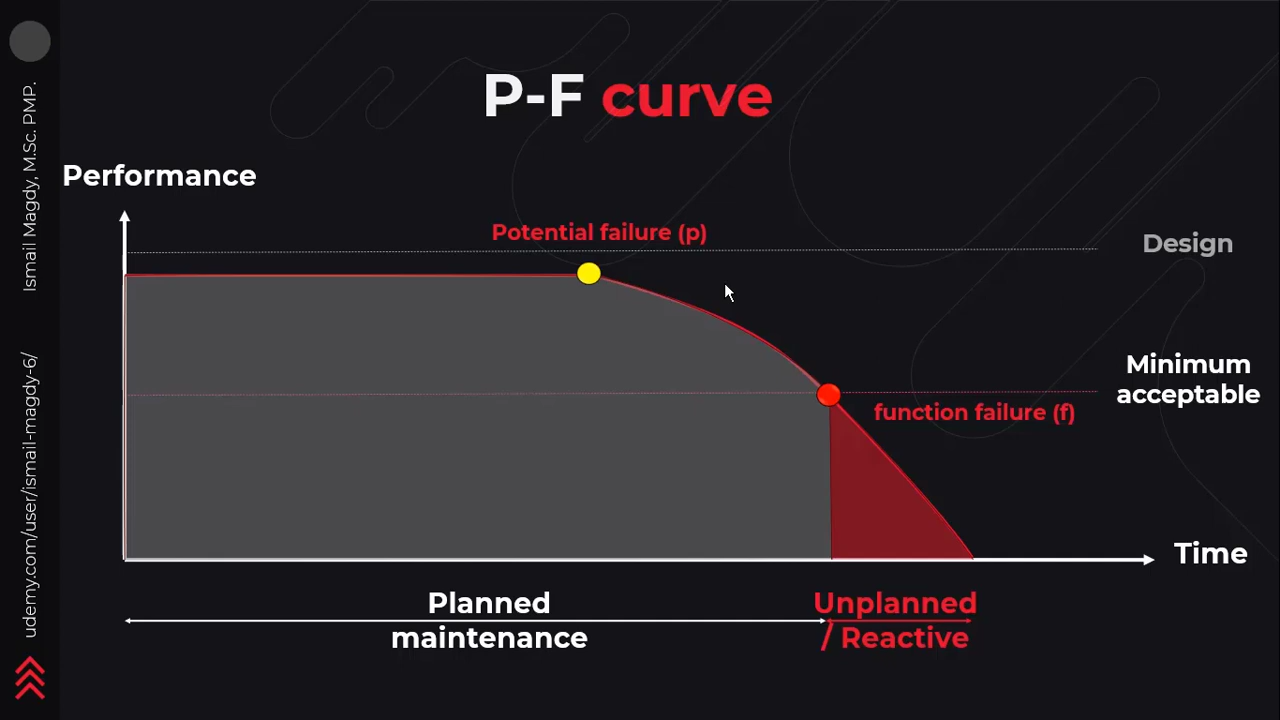 P-F curve
Performance
Potential failure (p)
Design
Minimum
acceptable
function failure (f)
Time
Planned
maintenance
Unplanned
/ Reactive
Ismail Magdy, M.Sc. PMP.
udemy.com/user/ismail-magdy-6/